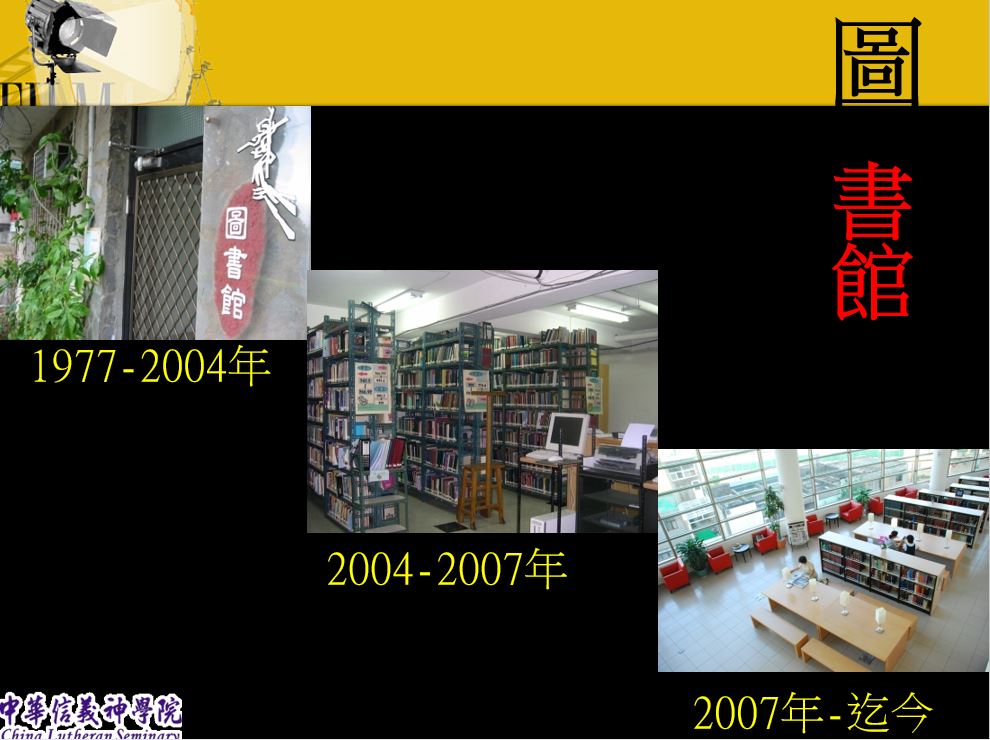 圖
書
館
圖書館
1977-2004年
2004-2007年
2007年-迄今
中華信義神學院
China Lutheran Seminary